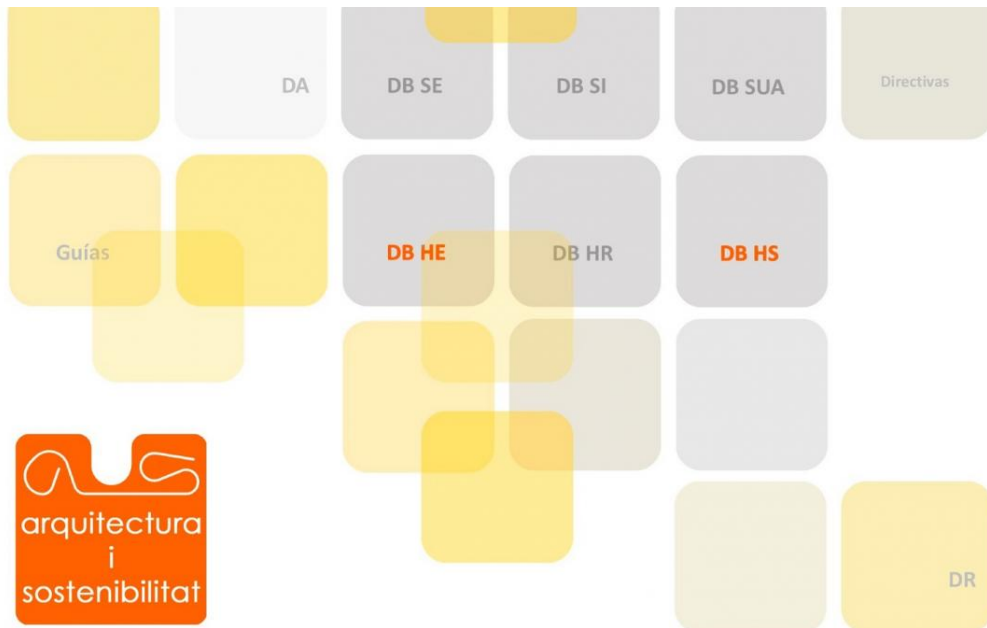 DA
DB SE
DB SI
DB SUA
Directivas
Guías
DB HE
DB HR
DB HS
arquitectura
i
sostenibilitat
DR